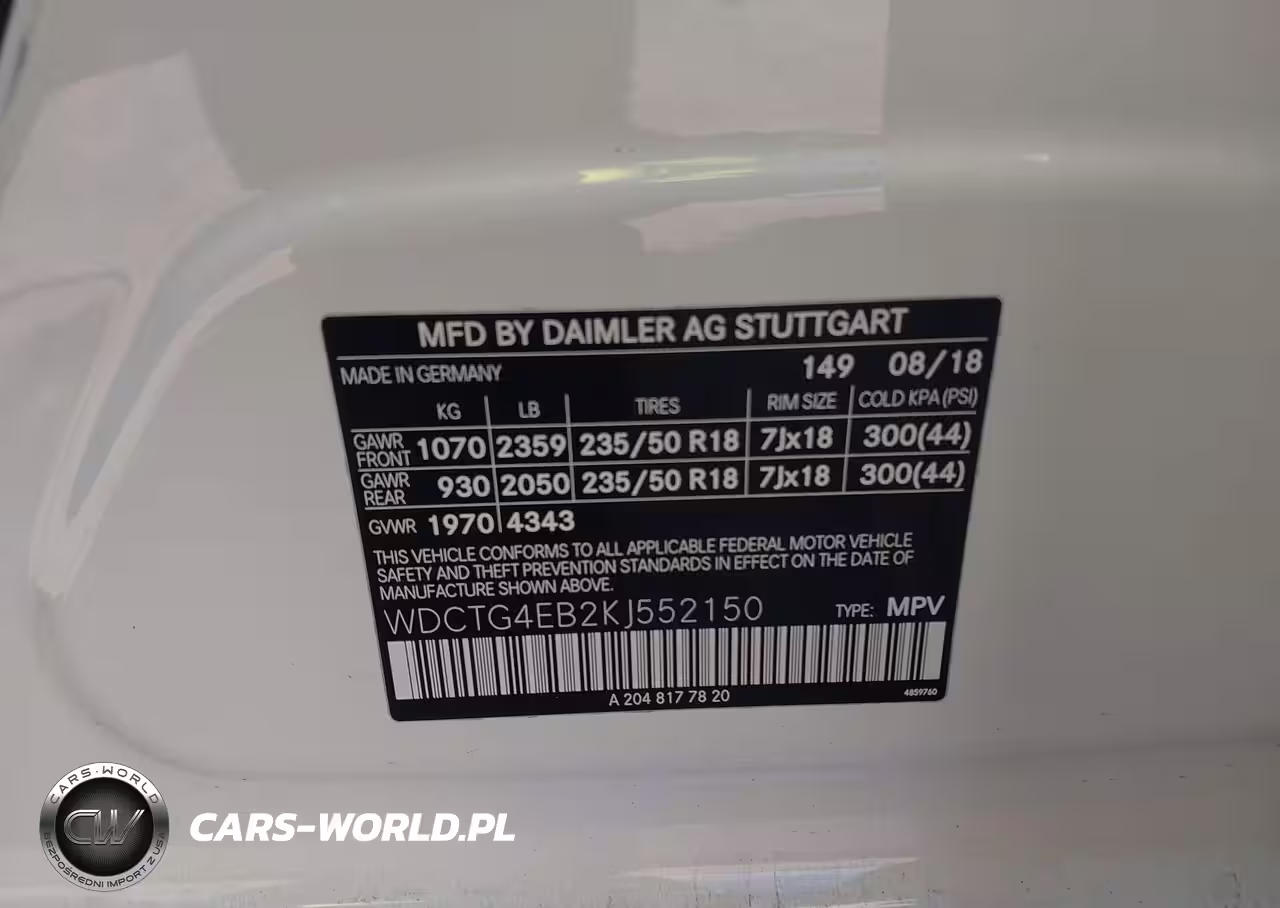 MFD BY DAIMLER AG STUTTGART
MADE IN GERMANY 149 08/18
KG LB TIRES RIM SIZE COLD KPA (PSI)
GAWR FRONT 1070 2359 235/50 R18 7Jx18 300(44)
GAWR REAR 930 2050 235/50 R18 7Jx18 300(44)
GVWR 1970 4343
THIS VEHICLE CONFORMS TO ALL APPLICABLE FEDERAL MOTOR VEHICLE
SAFETY AND THEFT PREVENTION STANDARDS IN EFFECT ON THE DATE OF
MANUFACTURE SHOWN ABOVE.
WDCTG4EB2KJ552150 TYPE: MPV
A 204 817 78 20 4859760
CARS-WORLD
CW
BEZPOŚREDNI IMPORT Z USA
CARS-WORLD.PL